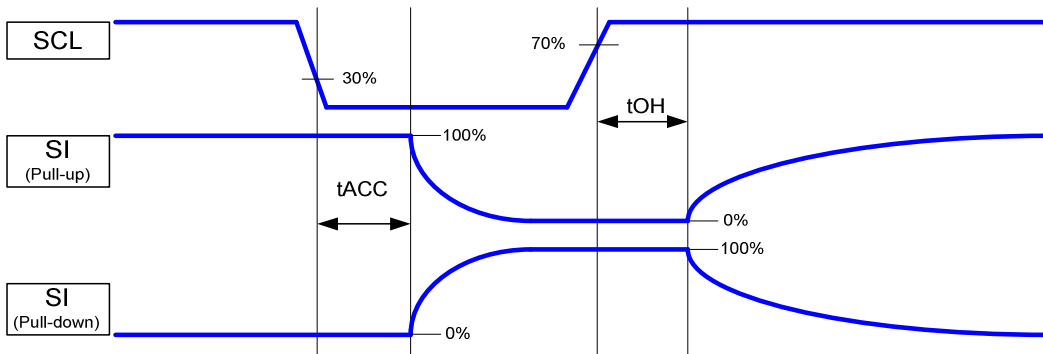 SCL
30%
70%
tOH
SI
(Pull-up)
100%
tACC
0%
100%
SI
(Pull-down)
0%